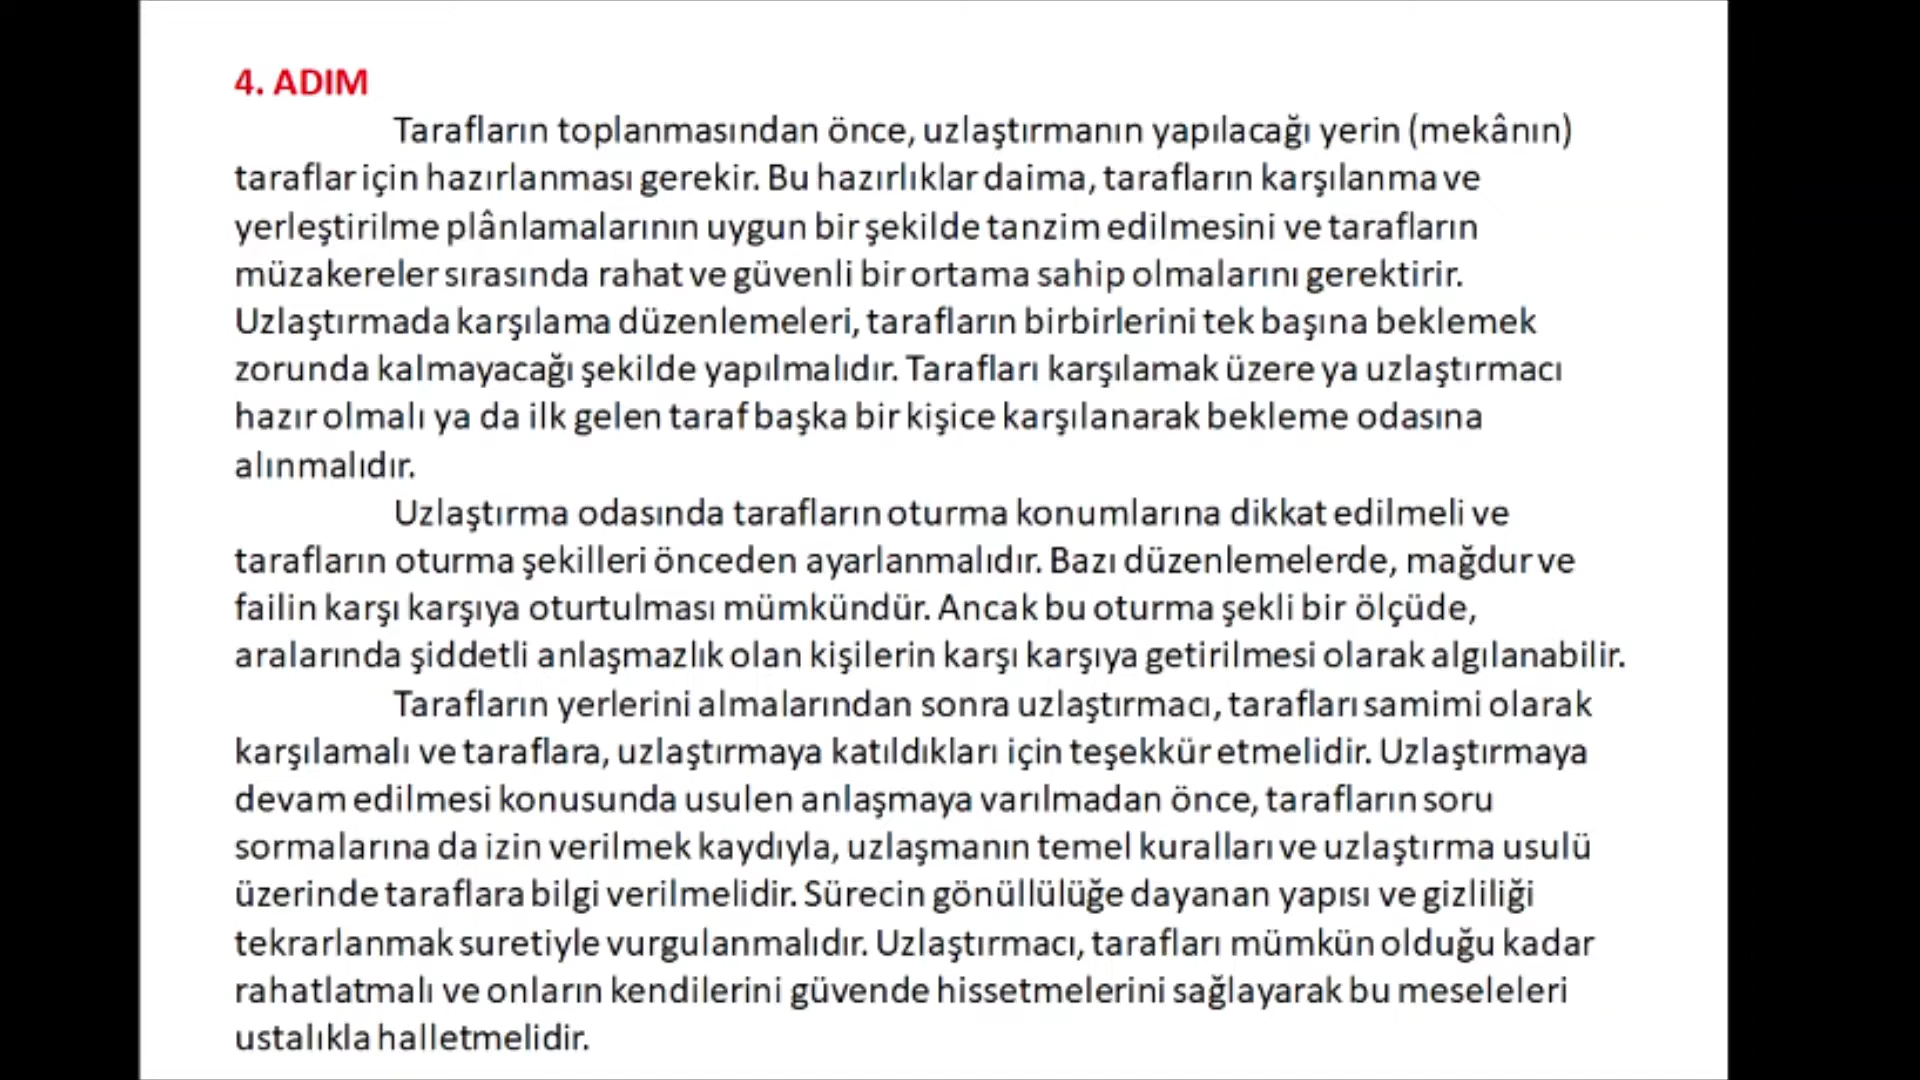 4. ADIM
Tarafların toplanmasından önce, uzlaştırmanın yapılacağı yerin (mekânın)
taraflar için hazırlanması gerekir. Bu hazırlıklar daima, tarafların karşılanma ve
yerleştirilme plânlamalarının uygun bir şekilde tanzim edilmesini ve tarafların
müzakereler sırasında rahat ve güvenli bir ortama sahip olmalarını gerektirir.
Uzlaştırmada karşılama düzenlemeleri, tarafların birbirlerini tek başına beklemek
zorunda kalmayacağı şekilde yapılmalıdır. Tarafları karşılamak üzere ya uzlaştırmacı
hazır olmalı ya da ilk gelen taraf başka bir kişice karşılanarak bekleme odasına
alınmalıdır.
Uzlaştırma odasında tarafların oturma konumlarına dikkat edilmeli ve
tarafların oturma şekilleri önceden ayarlanmalıdır. Bazı düzenlemelerde, mağdur ve
failin karşı karşıya oturtulması mümkündür. Ancak bu oturma şekli bir ölçüde,
aralarında şiddetli anlaşmazlık olan kişilerin karşı karşıya getirilmesi olarak algılanabilir.
Tarafların yerlerini almalarından sonra uzlaştırmacı, tarafları samimi olarak
karşılamalı ve taraflara, uzlaştırmaya katıldıkları için teşekkür etmelidir. Uzlaştırmaya
devam edilmesi konusunda usulen anlaşmaya varılmadan önce, tarafların soru
sormalarına da izin verilmek kaydıyla, uzlaşmanın temel kuralları ve uzlaştırma usulü
üzerinde taraflara bilgi verilmelidir. Sürecin gönüllülüğe dayanan yapısı ve gizliliği
tekrarlanmak suretiyle vurgulanmalıdır. Uzlaştırmacı, tarafları mümkün olduğu kadar
rahatlatmalı ve onların kendilerini güvende hissetmelerini sağlayarak bu meseleleri
ustalıkla halletmelidir.